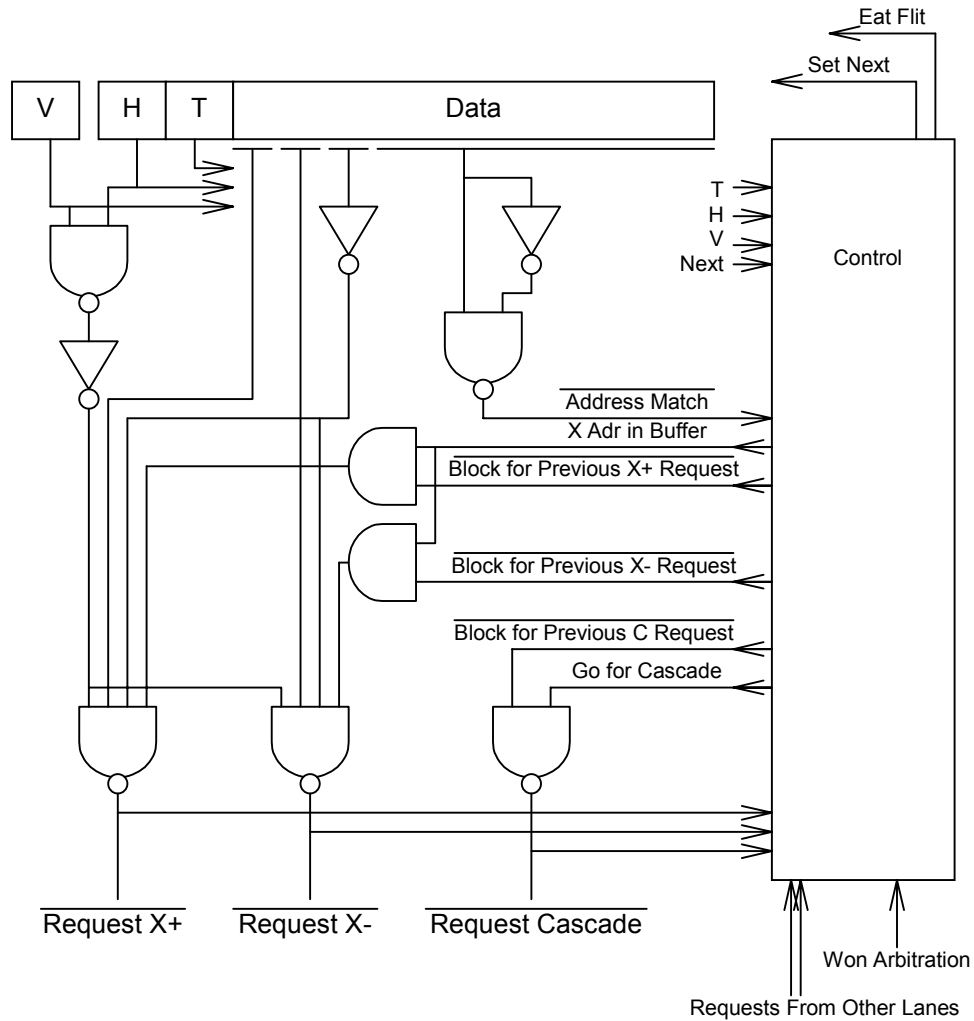 Eat Flit
Set Next
V
H
T
Data
T
H
V
Next
Control
Address Match
X Adr in Buffer
Block for Previous X+ Request
Block for Previous X- Request
Block for Previous C Request
Go for Cascade
Request X+
Request X-
Request Cascade
Won Arbitration
Requests From Other Lanes